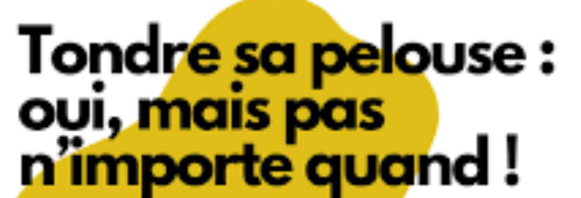 Tondre sa pelouse :
oui, mais pas
n'importe quand !